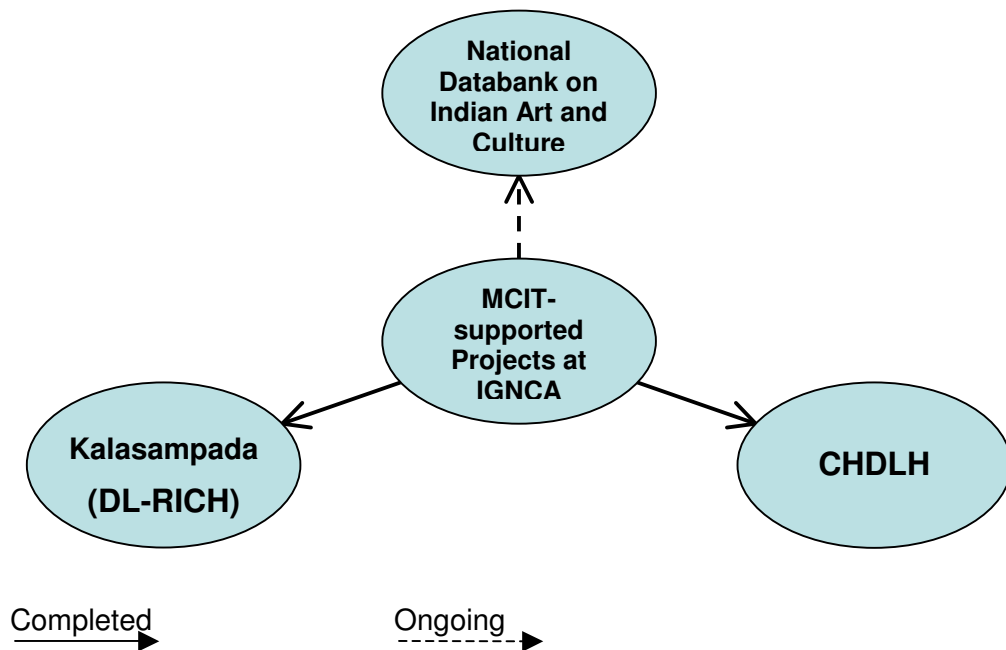 National
Databank on
Indian Art and
Culture
MCIT-
supported
Projects at
IGNCA
Kalasampada
(DL-RICH)
CHDLH
Completed
Ongoing